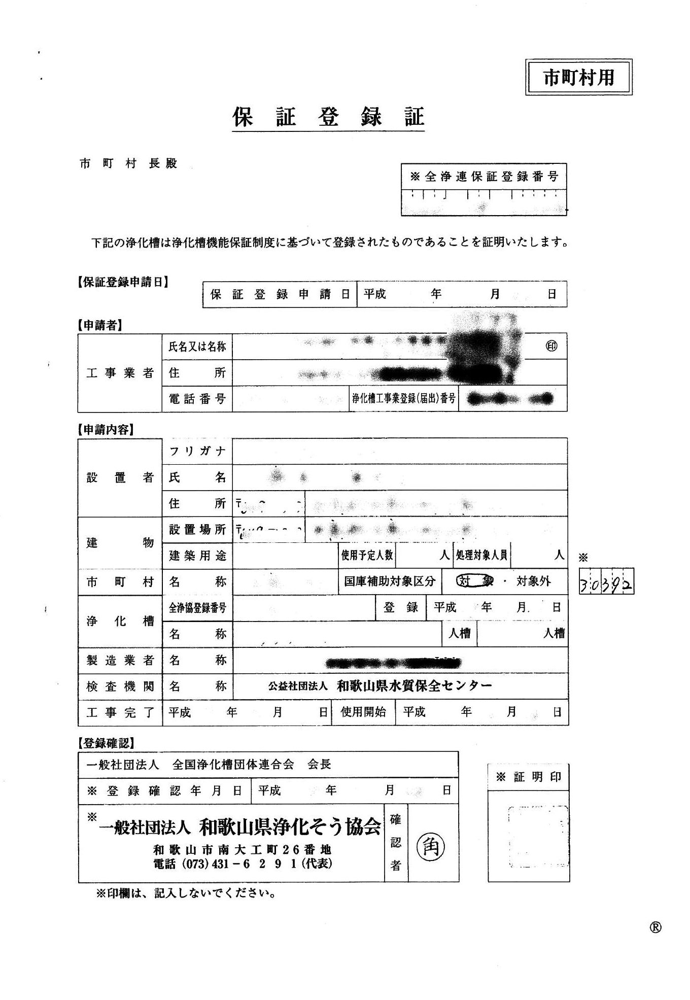 市町村用
保証登録証
市町村長殿
※全浄連保証登録番号
下記の浄化槽は浄化槽機能保証制度に基づいて登録されたものであることを証明いたします。
【保証登録申請日】
保証登録申請日 平成 年 月 日
【申請者】
工事業者 氏名又は名称 ㊞
住所
電話番号 浄化槽工事業登録(届出)番号
【申請内容】
設置者 フリガナ
氏名
住所 〒
建物 設置場所 〒
建築用途 使用予定人数 人 処理対象人員 人
※
市町村 名称 国庫補助対象区分 対象・対象外 30392
浄化槽 全浄協登録番号 登録 平成 年 月 日
名称 人槽 人槽
製造業者 名称
検査機関 名称 公益社団法人 和歌山県水質保全センター
工事完了 平成 年 月 日 使用開始 平成 年 月 日
【登録確認】
一般社団法人 全国浄化槽団体連合会 会長
※証明印
※登録確認年月日 平成 年 月 日
※一般社団法人 和歌山県浄化そう協会
和歌山市南大工町26番地
電話 (073) 431-6291 (代表)
確認者 角
※印欄は、記入しないでください。
Ⓡ